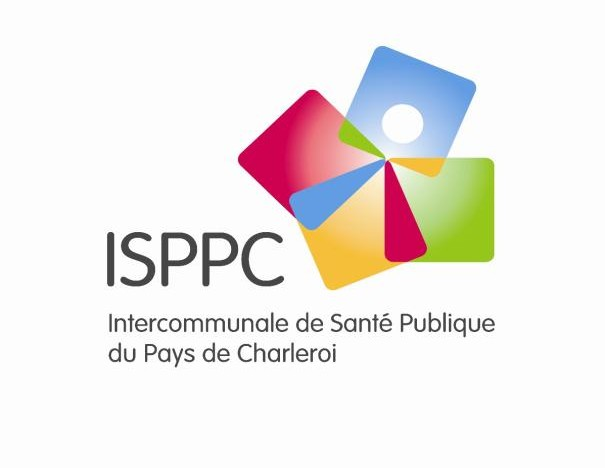 ISPPC
Intercommunale de Santé Publique
du Pays de Charleroi